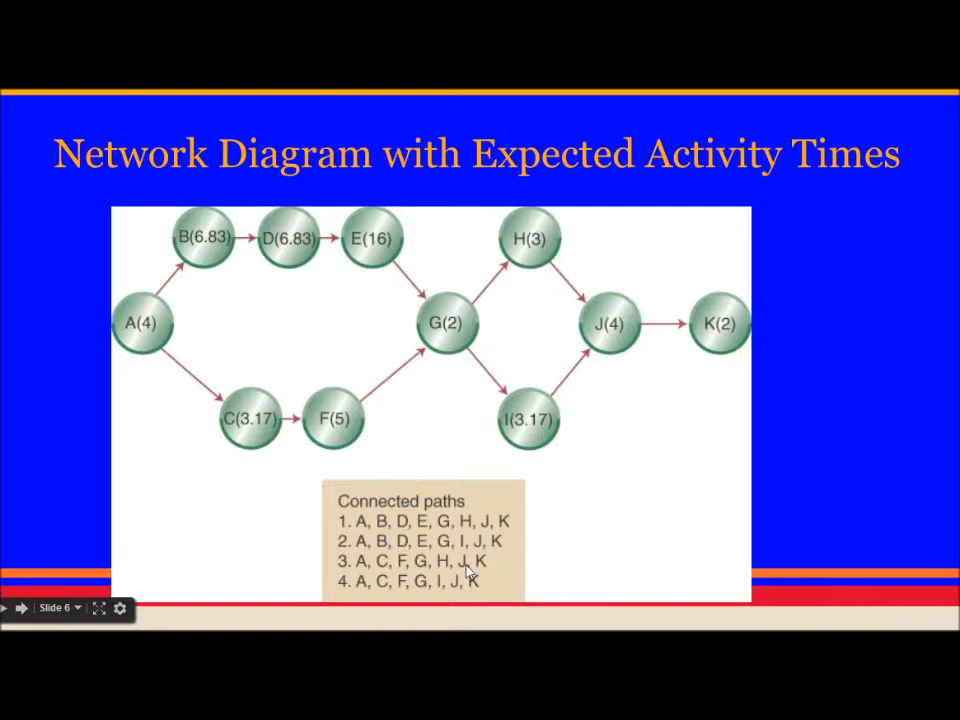 Network Diagram with Expected Activity Times
B(6.83)
D(6.83)
E(16)
H(3)
A(4)
G(2)
J(4)
K(2)
C(3.17)
F(5)
I(3.17)
Connected paths
1. A, B, D, E, G, H, J, K
2. A, B, D, E, G, I, J, K
3. A, C, F, G, H, J, K
4. A, C, F, G, I, J, K
Slide 6